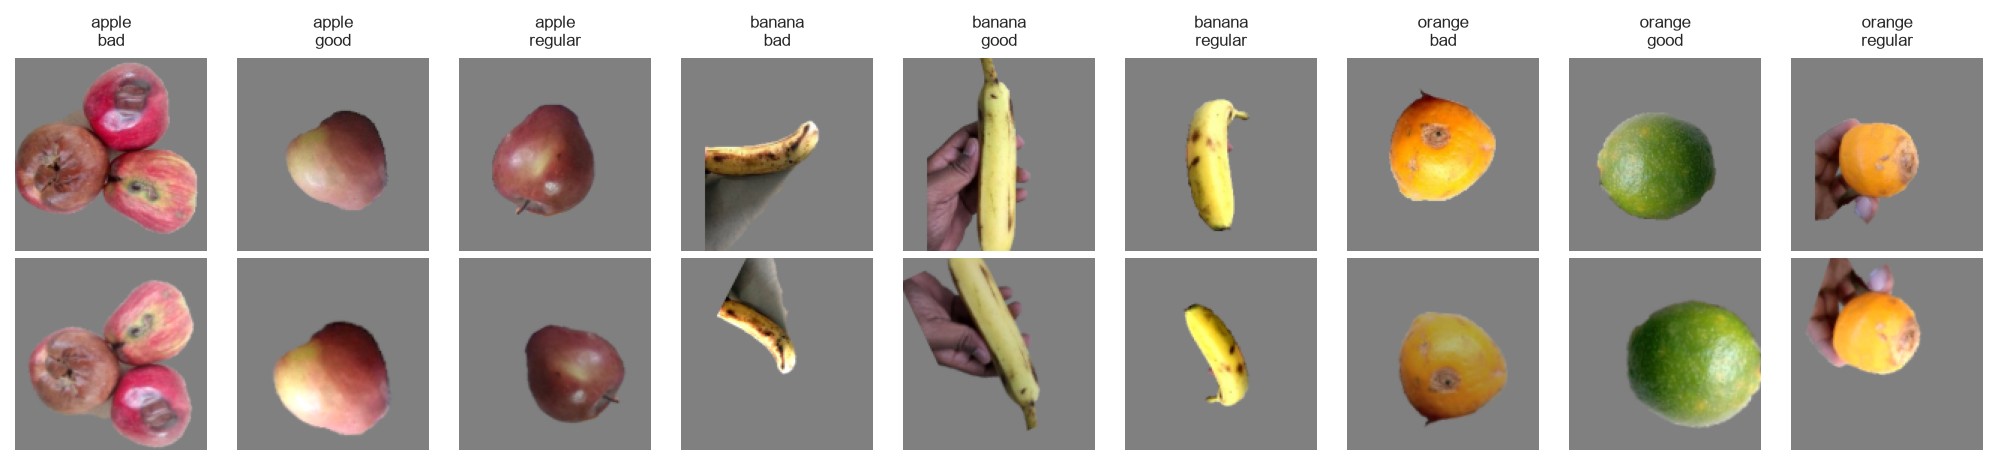 apple
bad
apple
good
apple
regular
banana
bad
banana
good
banana
regular
orange
bad
orange
good
orange
regular